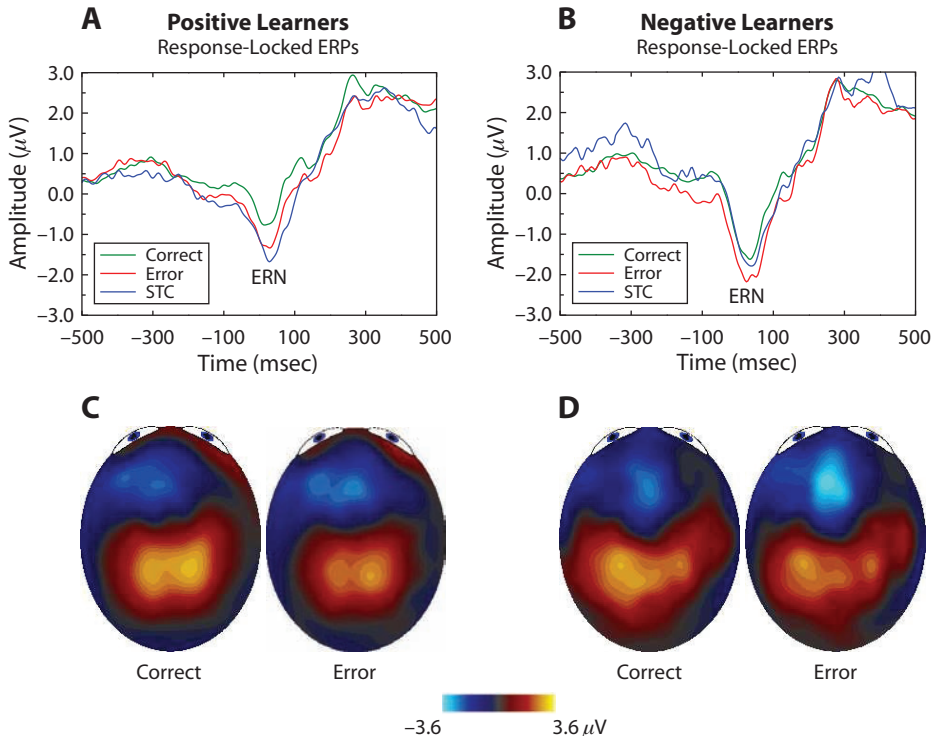 A
Positive Learners
Response-Locked ERPs
Amplitude (μV)
3.0
2.0
1.0
0.0
−1.0
−2.0
−3.0
Correct
Error
STC
ERN
−500
−300
−100
100
300
500
Time (msec)
B
Negative Learners
Response-Locked ERPs
Amplitude (μV)
3.0
2.0
1.0
0.0
−1.0
−2.0
−3.0
Correct
Error
STC
ERN
−500
−300
−100
100
300
500
Time (msec)
C
Correct
Error
D
Correct
Error
−3.6
3.6 μV